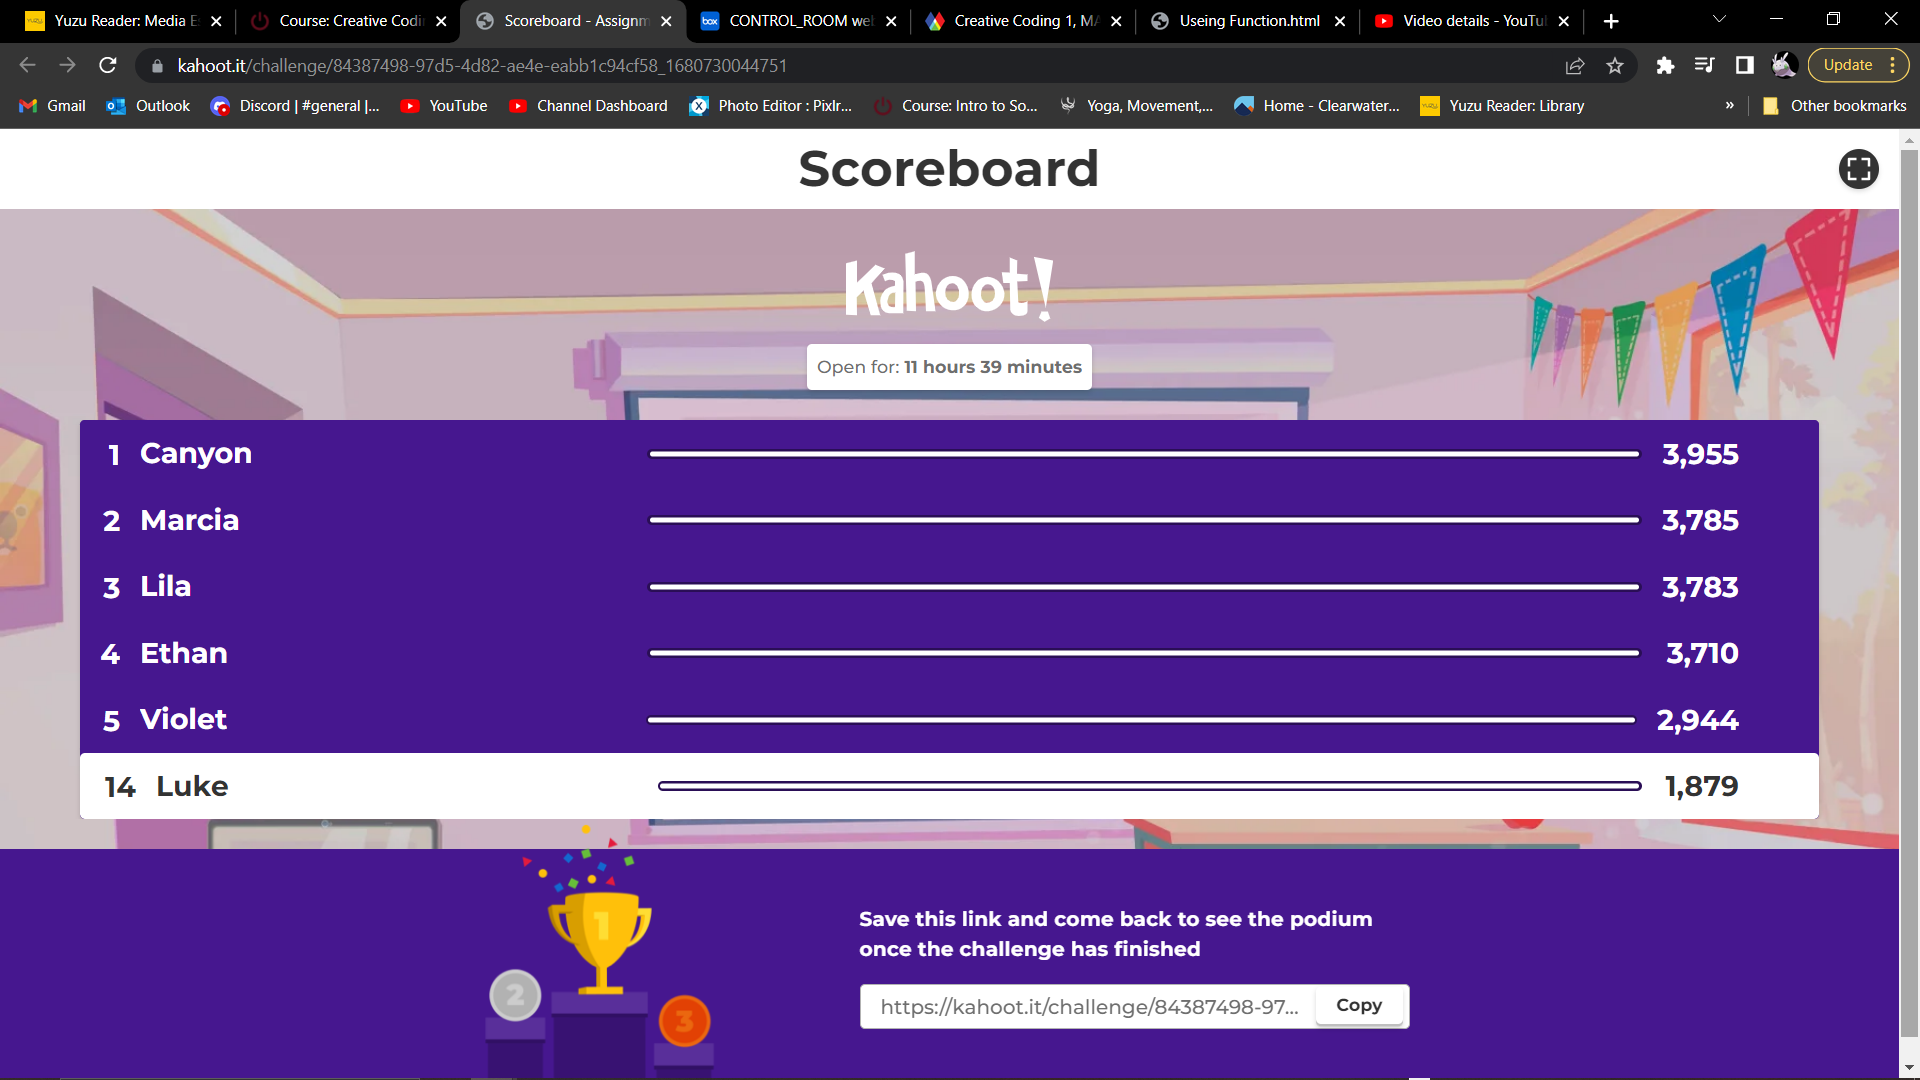 Yuzu Reader: Media E
Course: Creative Codi
Scoreboard - Assignm
box
CONTROL_ROOM we
Creative Coding 1, MA
Useing Function.html
Video details - YouTu
kahoot.it/challenge/84387498-97d5-4d82-ae4e-eabb1c94cf58_1680730044751
Update
Gmail
Outlook
Discord | #general |...
YouTube
Channel Dashboard
Photo Editor : Pixlr...
Course: Intro to So...
Yoga, Movement,...
Home - Clearwater...
Yuzu Reader: Library
»
Other bookmarks
Scoreboard
Kahoot!
Open for: 11 hours 39 minutes
1 Canyon 3,955
2 Marcia 3,785
3 Lila 3,783
4 Ethan 3,710
5 Violet 2,944
14 Luke 1,879
1
2
3
Save this link and come back to see the podium
once the challenge has finished
https://kahoot.it/challenge/84387498-97... Copy